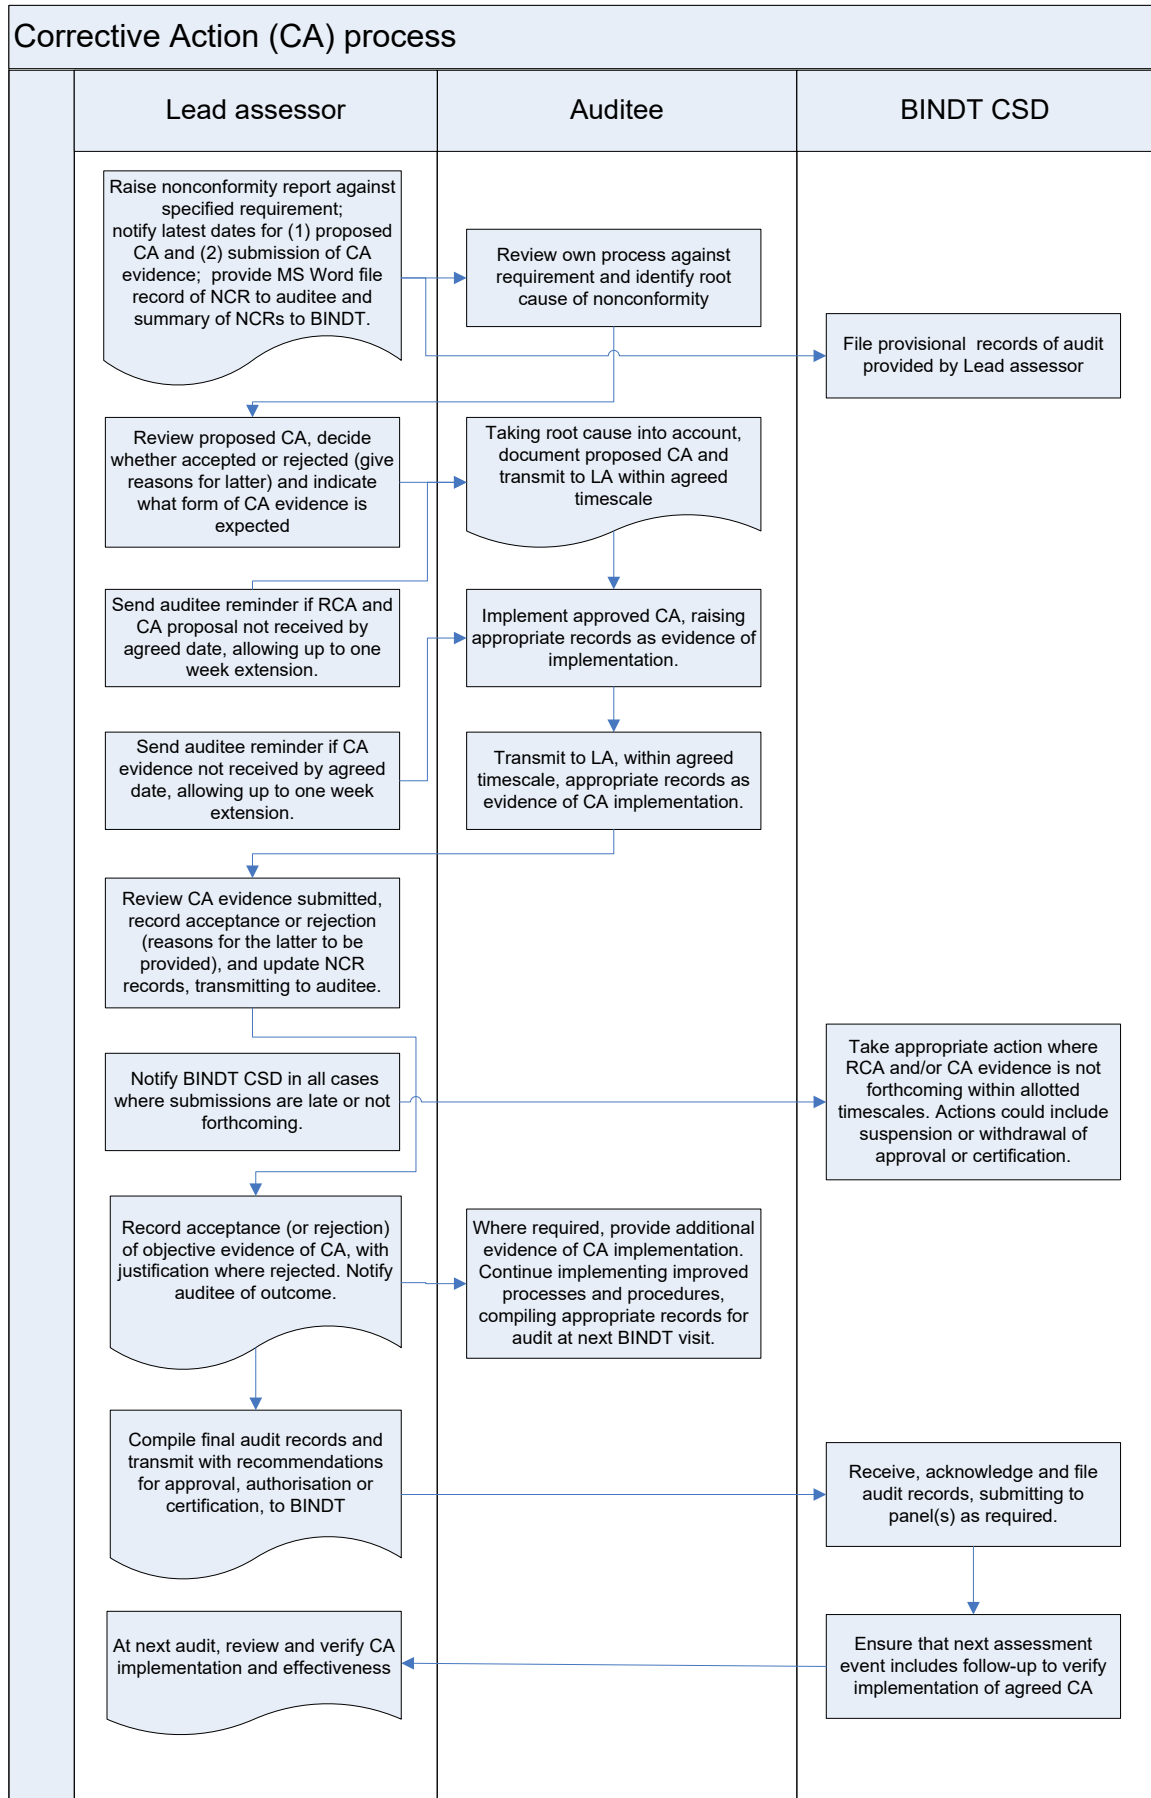 Corrective Action (CA) process
Lead assessor
Auditee
BINDT CSD
Raise nonconformity report against
specified requirement;
notify latest dates for (1) proposed
CA and (2) submission of CA
evidence;  provide MS Word file
record of NCR to auditee and
summary of NCRs to BINDT.
Review own process against
requirement and identify root
cause of nonconformity
File provisional  records of audit
provided by Lead assessor
Review proposed CA, decide
whether accepted or rejected (give
reasons for latter) and indicate
what form of CA evidence is
expected
Taking root cause into account,
document proposed CA and
transmit to LA within agreed
timescale
Send auditee reminder if RCA and
CA proposal not received by
agreed date, allowing up to one
week extension.
Implement approved CA, raising
appropriate records as evidence of
implementation.
Send auditee reminder if CA
evidence not received by agreed
date, allowing up to one week
extension.
Transmit to LA, within agreed
timescale, appropriate records as
evidence of CA implementation.
Review CA evidence submitted,
record acceptance or rejection
(reasons for the latter to be
provided), and update NCR
records, transmitting to auditee.
Notify BINDT CSD in all cases
where submissions are late or not
forthcoming.
Take appropriate action where
RCA and/or CA evidence is not
forthcoming within allotted
timescales. Actions could include
suspension or withdrawal of
approval or certification.
Record acceptance (or rejection)
of objective evidence of CA, with
justification where rejected. Notify
auditee of outcome.
Where required, provide additional
evidence of CA implementation.
Continue implementing improved
processes and procedures,
compiling appropriate records for
audit at next BINDT visit.
Compile final audit records and
transmit with recommendations
for approval, authorisation or
certification, to BINDT
Receive, acknowledge and file
audit records, submitting to
panel(s) as required.
At next audit, review and verify CA
implementation and effectiveness
Ensure that next assessment
event includes follow-up to verify
implementation of agreed CA